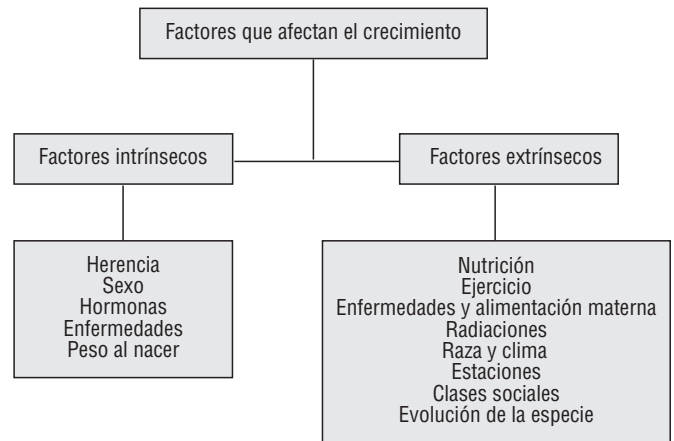 Factores que afectan el crecimiento
Factores intrínsecos
Factores extrínsecos
Herencia
Sexo
Hormonas
Enfermedades
Peso al nacer
Nutrición
Ejercicio
Enfermedades y alimentación materna
Radiaciones
Raza y clima
Estaciones
Clases sociales
Evolución de la especie